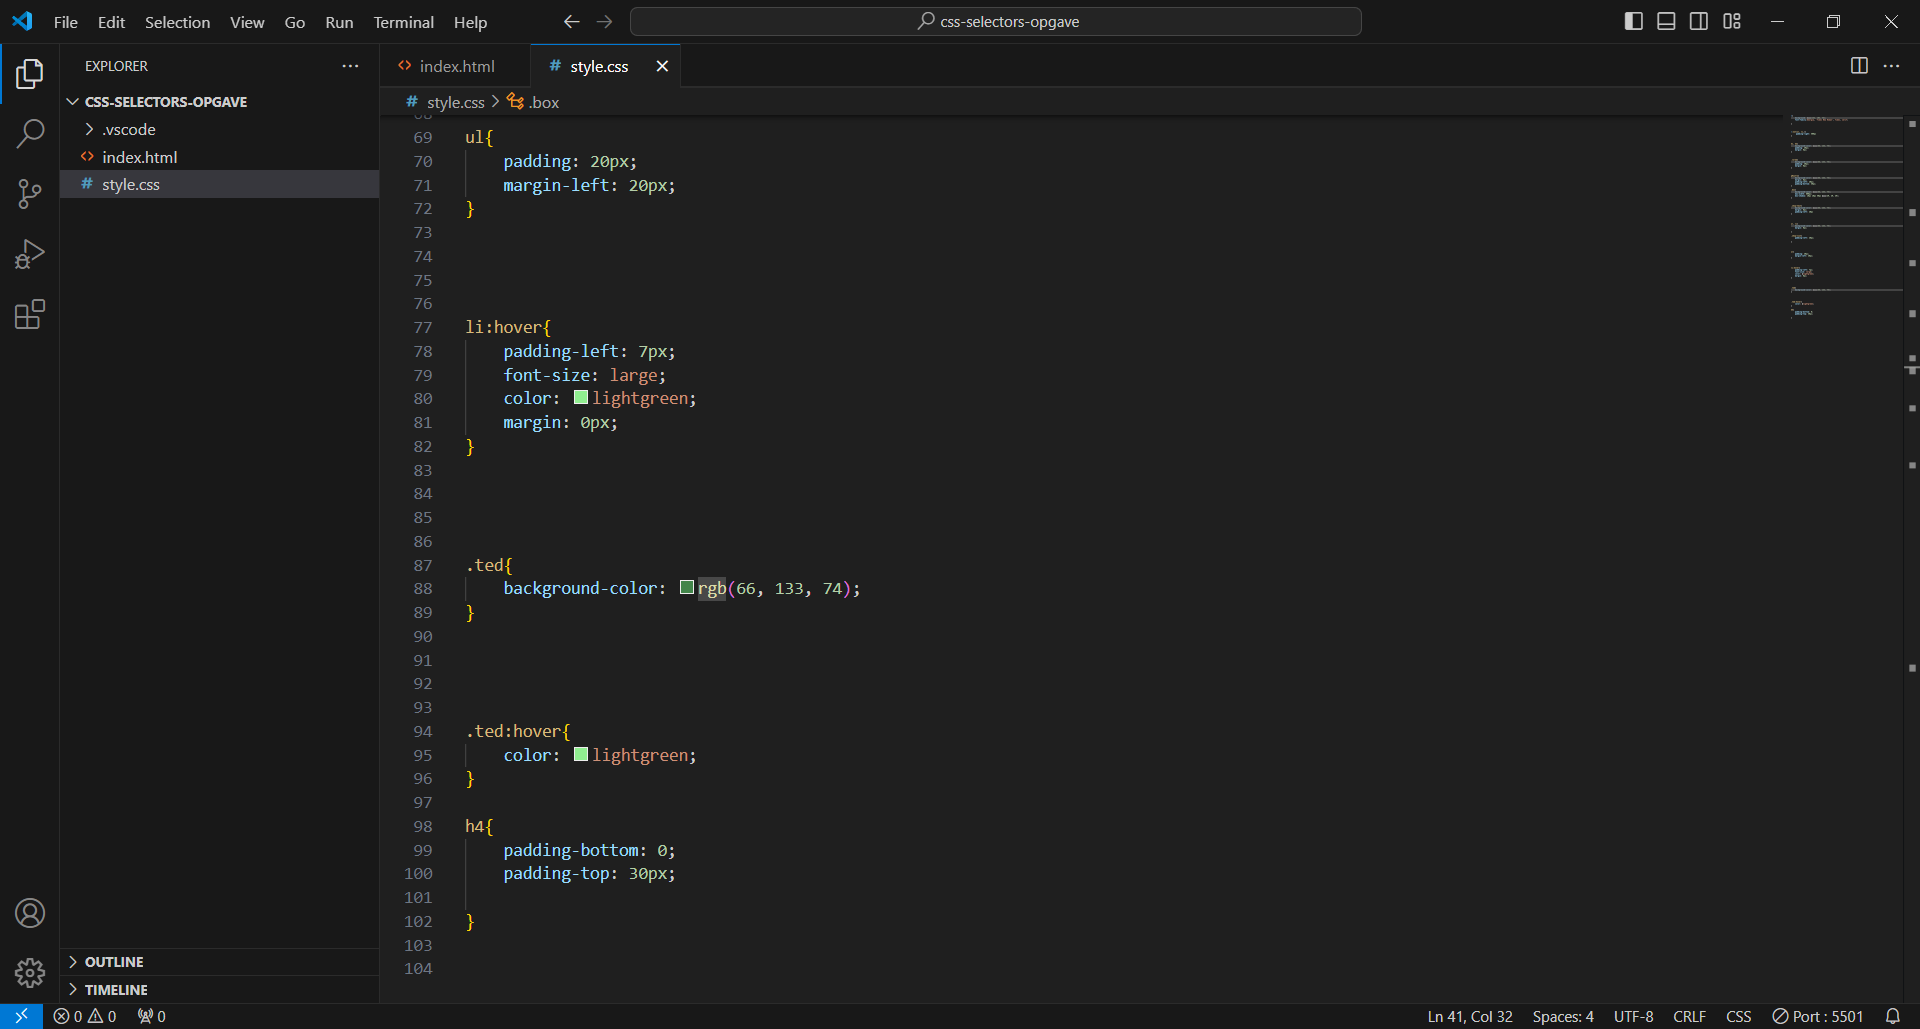 File Edit Selection View Go Run Terminal Help
css-selectors-opgave
EXPLORER
CSS-SELECTORS-OPGAVE
.vscode
index.html
style.css
index.html
style.css
style.css > .box
69 ul{
70 padding: 20px;
71 margin-left: 20px;
72 }
73
74
75
76
77 li:hover{
78 padding-left: 7px;
79 font-size: large;
80 color: lightgreen;
81 margin: 0px;
82 }
83
84
85
86
87 .ted{
88 background-color: rgb(66, 133, 74);
89 }
90
91
92
93
94 .ted:hover{
95 color: lightgreen;
96 }
97
98 h4{
99 padding-bottom: 0;
100 padding-top: 30px;
101
102 }
103
104
OUTLINE
TIMELINE
0 0 0
Ln 41, Col 32 Spaces: 4 UTF-8 CRLF CSS Port : 5501